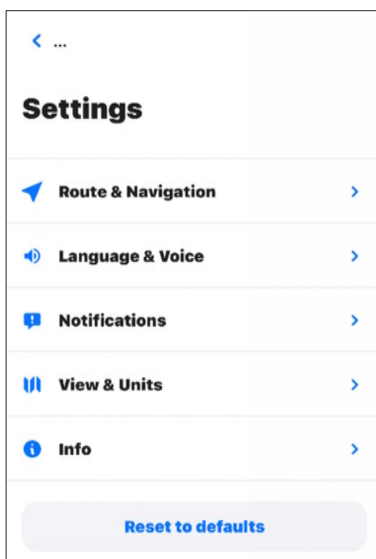 ...
Settings
Route & Navigation
Language & Voice
Notifications
View & Units
Info
Reset to defaults